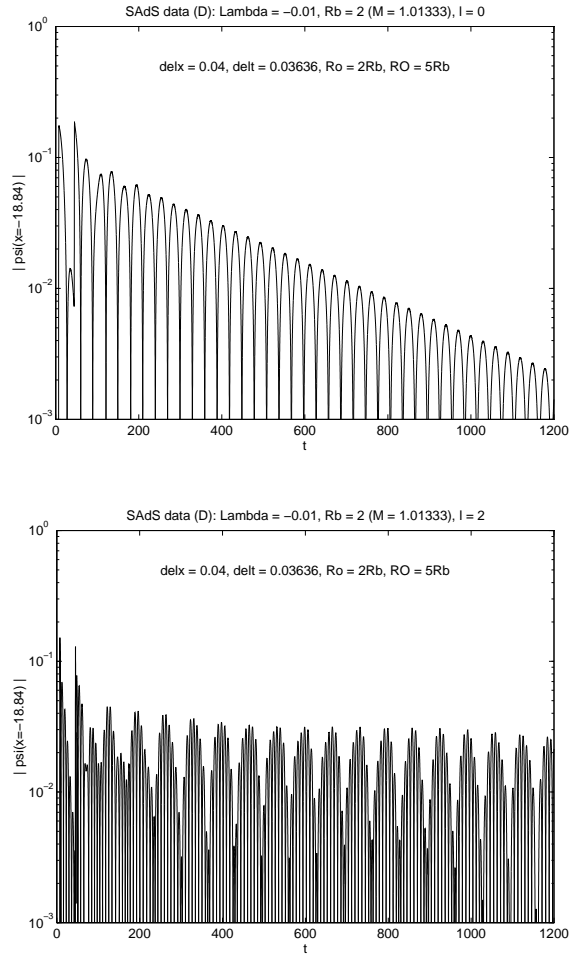 SAdS data (D): Lambda = −0.01, Rb = 2 (M = 1.01333), l = 0
delx = 0.04, delt = 0.03636, Ro = 2Rb, RO = 5Rb
| psi(x=−18.84) |
10^0
10^−1
10^−2
10^−3
0 200 400 600 800 1000 1200
t
SAdS data (D): Lambda = −0.01, Rb = 2 (M = 1.01333), l = 2
delx = 0.04, delt = 0.03636, Ro = 2Rb, RO = 5Rb
| psi(x=−18.84) |
10^0
10^−1
10^−2
10^−3
0 200 400 600 800 1000 1200
t